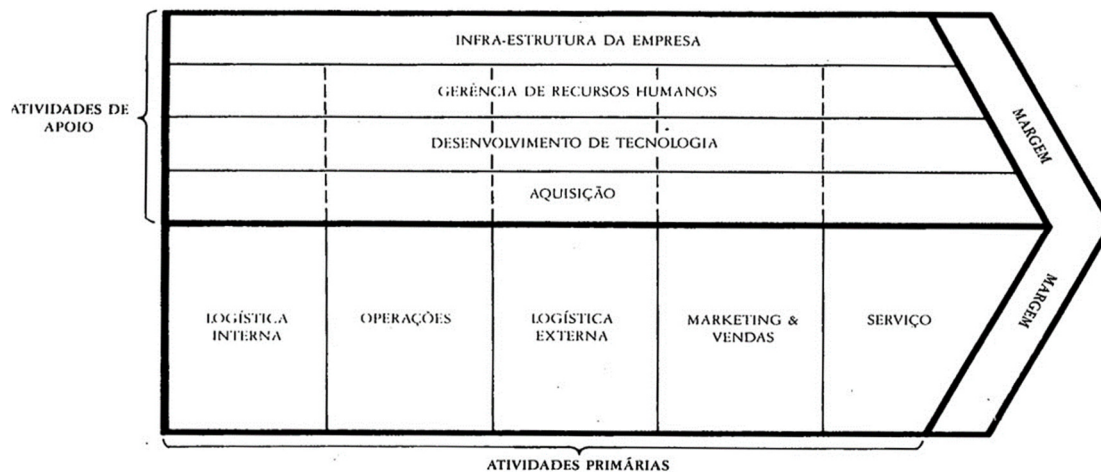 INFRA-ESTRUTURA DA EMPRESA
GERÊNCIA DE RECURSOS HUMANOS
ATIVIDADES DE
APOIO
DESENVOLVIMENTO DE TECNOLOGIA
AQUISIÇÃO
MARGEM
MARGEM
LOGÍSTICA
INTERNA
OPERAÇÕES
LOGÍSTICA
EXTERNA
MARKETING &
VENDAS
SERVIÇO
ATIVIDADES PRIMÁRIAS